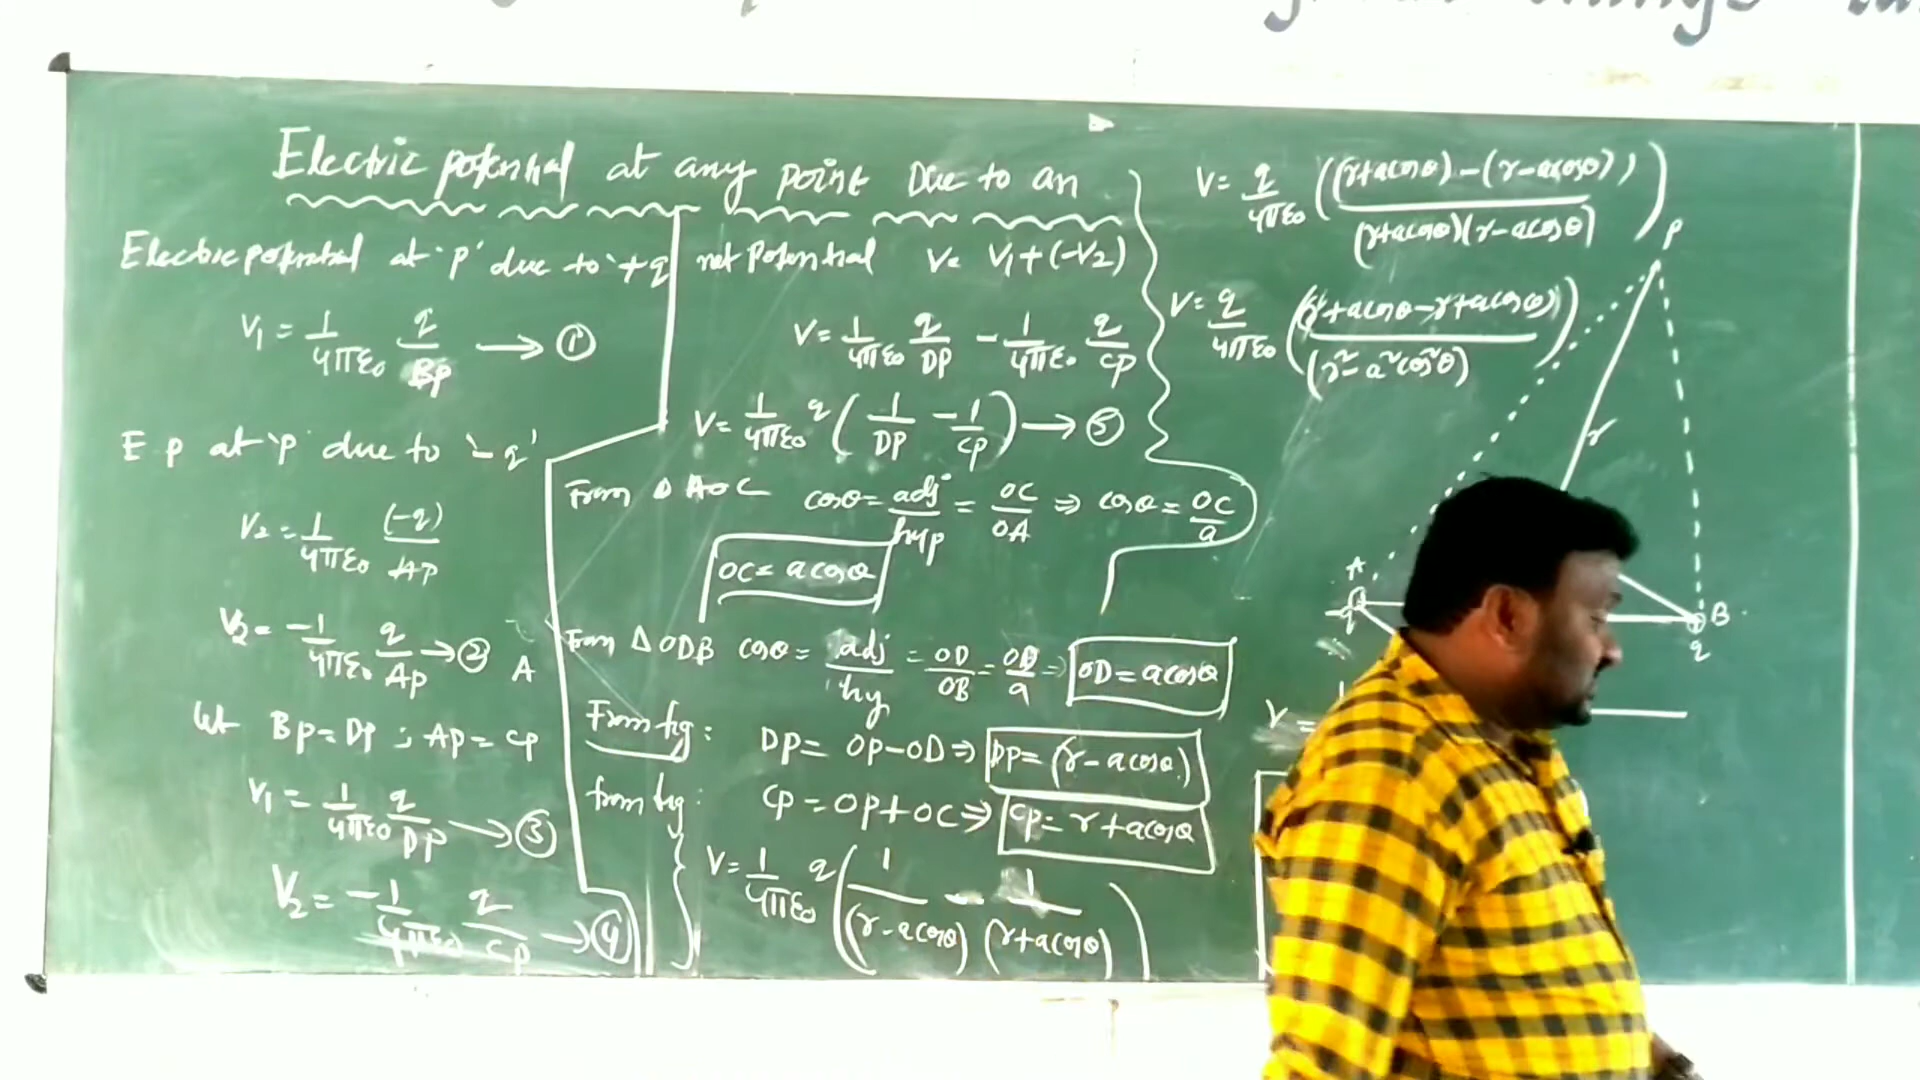 things
Electric potential at any point Due to an
Electric potential at 'p' due to '+q
V₁ = 1/4πε₀ q/Bp → ①
E p at 'p' due to '-q'
V₂ = 1/4πε₀ (-q)/AP
V₂ = -1/4πε₀ q/Ap → ②
A
let Bp = Dp ; Ap = Cp
V₁ = 1/4πε₀ q/DP → ③
V₂ = -1/4πε₀ q/CP → ④
net Potential V = V₁ + (-V₂)
V = 1/4πε₀ q/DP - 1/4πε₀ q/CP
V = 1/4πε₀ q (1/DP - 1/CP) → ⑤
From Δ AOC cosθ = adj/hyp = OC/OA ⇒ cosθ = OC/a
OC = a cosθ
From Δ ODB cosθ = adj/hy = OD/OB = OD/a ⇒ OD = a cosθ
From fig: DP = OP - OD ⇒ DP = (r - a cosθ)
from fig: CP = OP + OC ⇒ CP = r + a cosθ
V = 1/4πε₀ q (1/(r - a cosθ) - 1/(r + a cosθ))
V = q/4πε₀ (((r + a cosθ) - (r - a cosθ))/(r + a cosθ)(r - a cosθ))
V = q/4πε₀ ((r + a cosθ - r + a cosθ)/(r² - a² cos²θ))
P
r
A
-q
B
+
q
V =